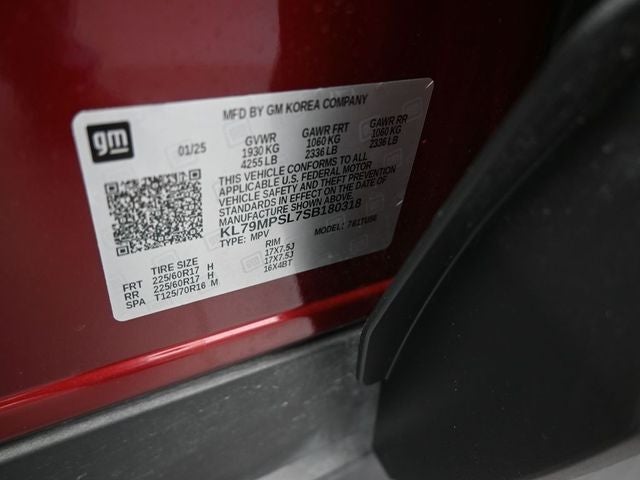 MFD BY GM KOREA COMPANY
gm
01/25
GVWR GAWR FRT GAWR RR
1930 KG 1060 KG 1060 KG
4255 LB 2336 LB 2336 LB
THIS VEHICLE CONFORMS TO ALL
APPLICABLE U.S. FEDERAL MOTOR
VEHICLE SAFETY AND THEFT PREVENTION
STANDARDS IN EFFECT ON THE DATE OF
MANUFACTURE SHOWN ABOVE.
KL79MPSL7SB180318
TYPE: MPV MODEL:
TIRE SIZE RIM
FRT 225/60R17 H 17X7.5J
RR 225/60R17 H 17X7.5J
SPA T125/70R16 M 16X4BT